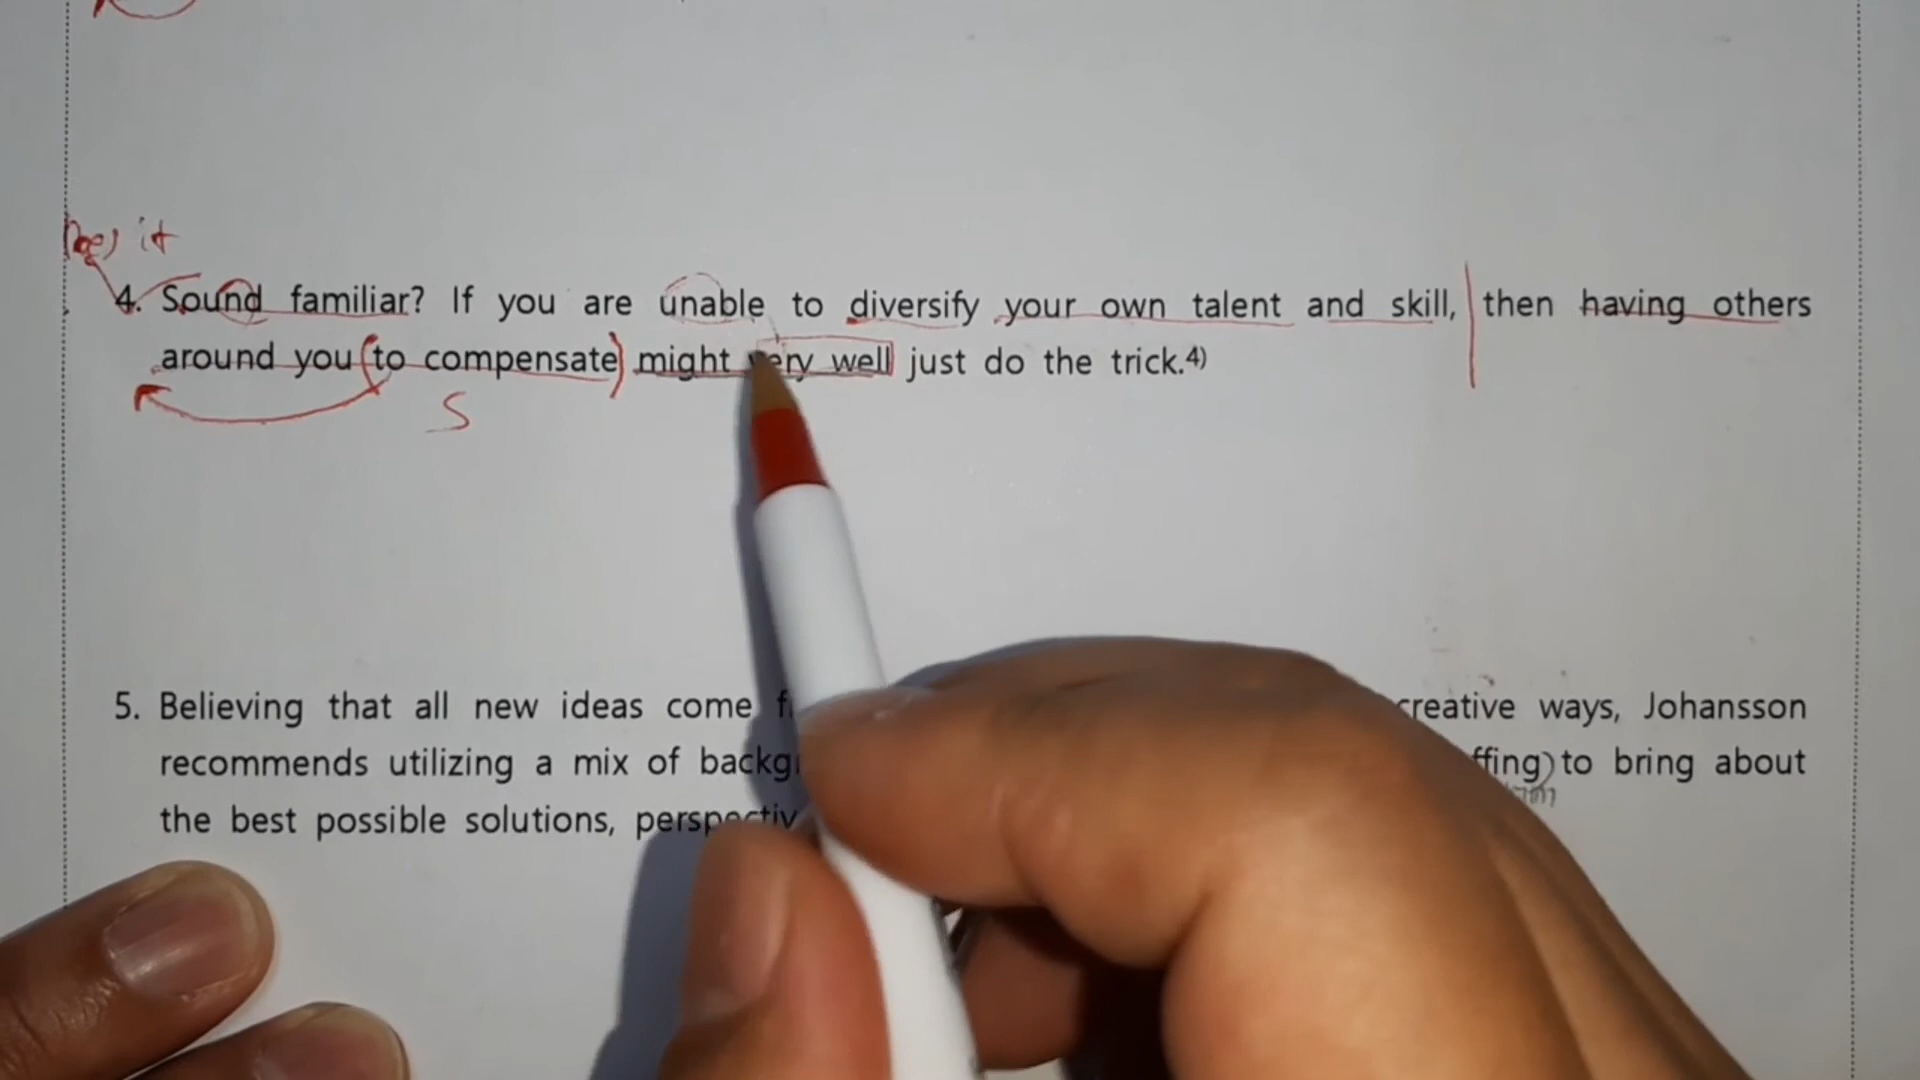 Does it
4. Sound familiar? If you are unable to diversify your own talent and skill, then having others
around you (to compensate) might very well just do the trick.4)
S
5. Believing that all new ideas come creative ways, Johansson
recommends utilizing a mix of to bring about
the best possible solutions,